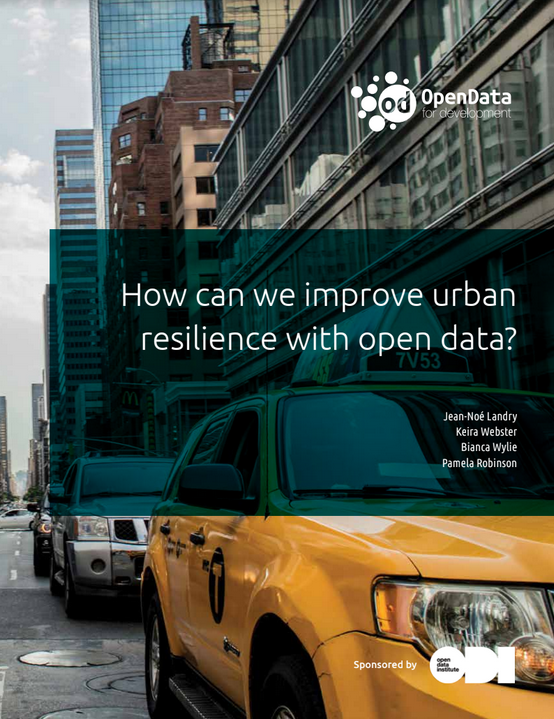 od
OpenData
for development
How can we improve urban
resilience with open data?
7V53
Jean-Noé Landry
Keira Webster
Bianca Wylie
Pamela Robinson
T
Sponsored by
open
data
institute
ODI